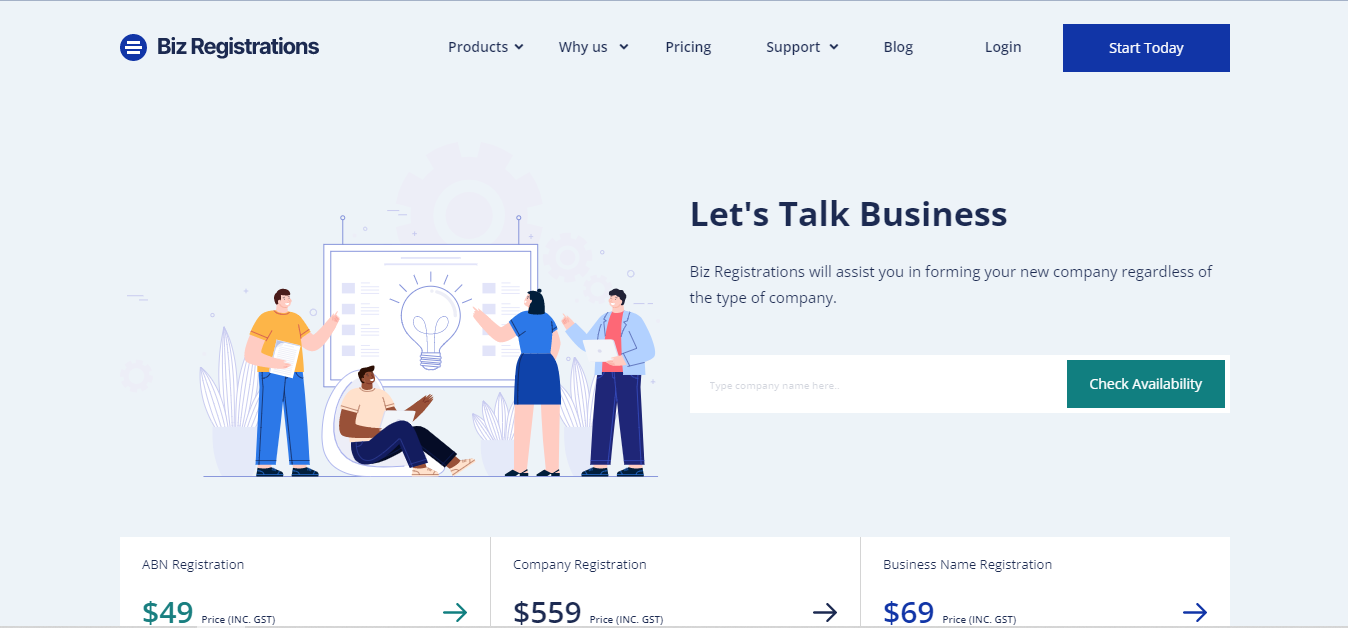 Biz Registrations
Products
Why us
Pricing
Support
Blog
Login
Start Today
Let's Talk Business
Biz Registrations will assist you in forming your new company regardless of
the type of company.
Type company name here..
Check Availability
ABN Registration
$49 Price (INC. GST)
Company Registration
$559 Price (INC. GST)
Business Name Registration
$69 Price (INC. GST)